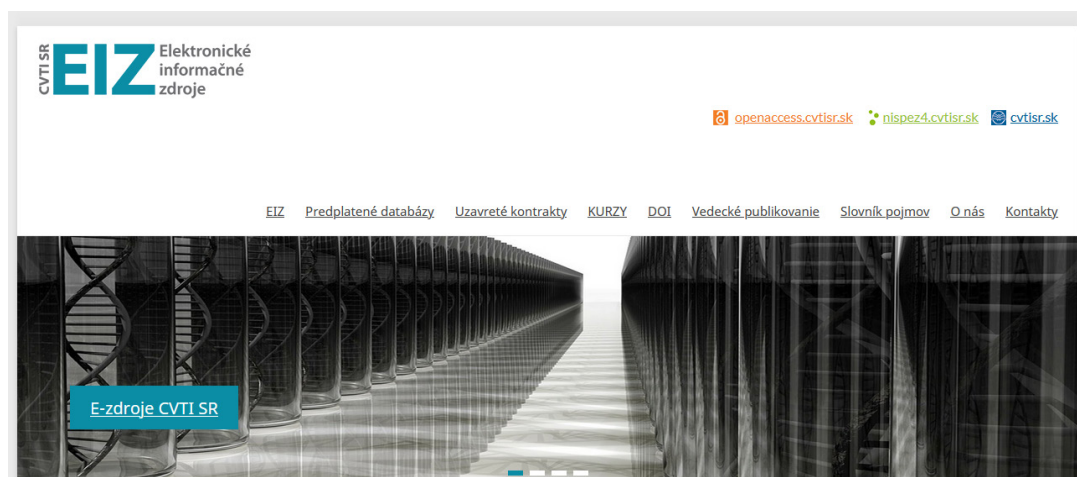 CVTI SR
EIZ
Elektronické
informačné
zdroje
openaccess.cvtisr.sk nispez4.cvtisr.sk cvtisr.sk
EIZ Predplatené databázy Uzavreté kontrakty KURZY DOI Vedecké publikovanie Slovník pojmov O nás Kontakty
E-zdroje CVTI SR